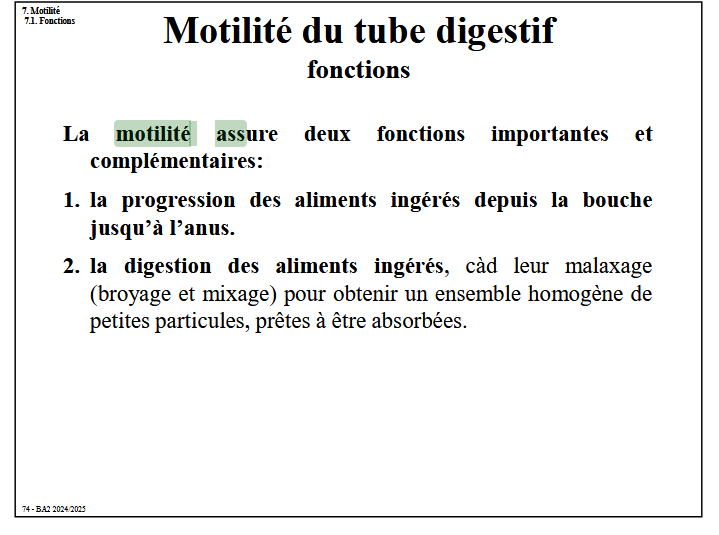 7. Motilité
7.1. Fonctions
Motilité du tube digestif
fonctions
La motilité assure deux fonctions importantes et
complémentaires:
1. la progression des aliments ingérés depuis la bouche
jusqu’à l’anus.
2. la digestion des aliments ingérés, càd leur malaxage
(broyage et mixage) pour obtenir un ensemble homogène de
petites particules, prêtes à être absorbées.
74 - BA2 2024/2025